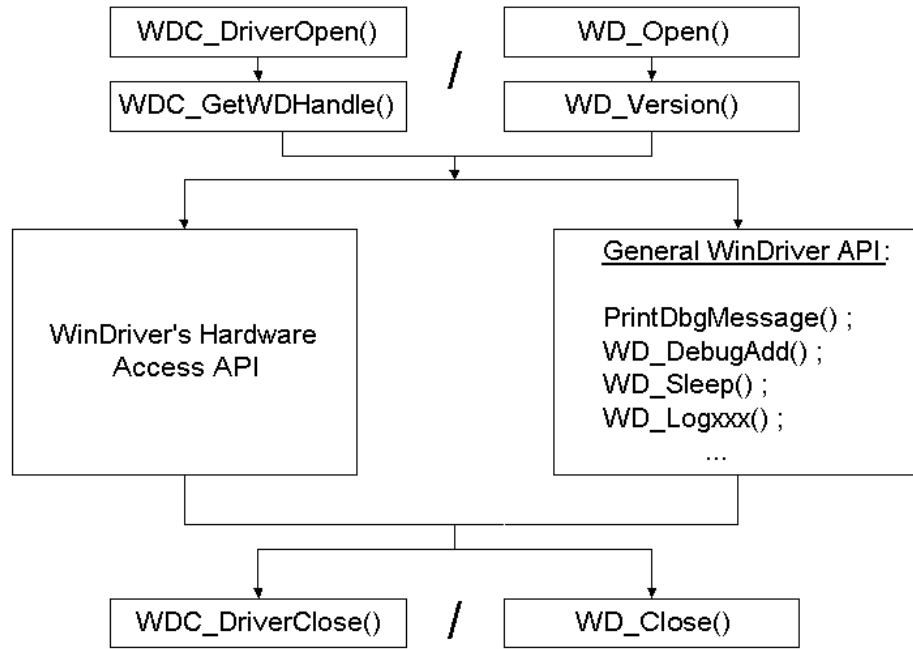 WDC_DriverOpen()
/
WD_Open()
WDC_GetWDHandle()
WD_Version()
WinDriver's Hardware
Access API
General WinDriver API:
PrintDbgMessage() ;
WD_DebugAdd() ;
WD_Sleep() ;
WD_Logxxx() ;
...
WDC_DriverClose()
/
WD_Close()